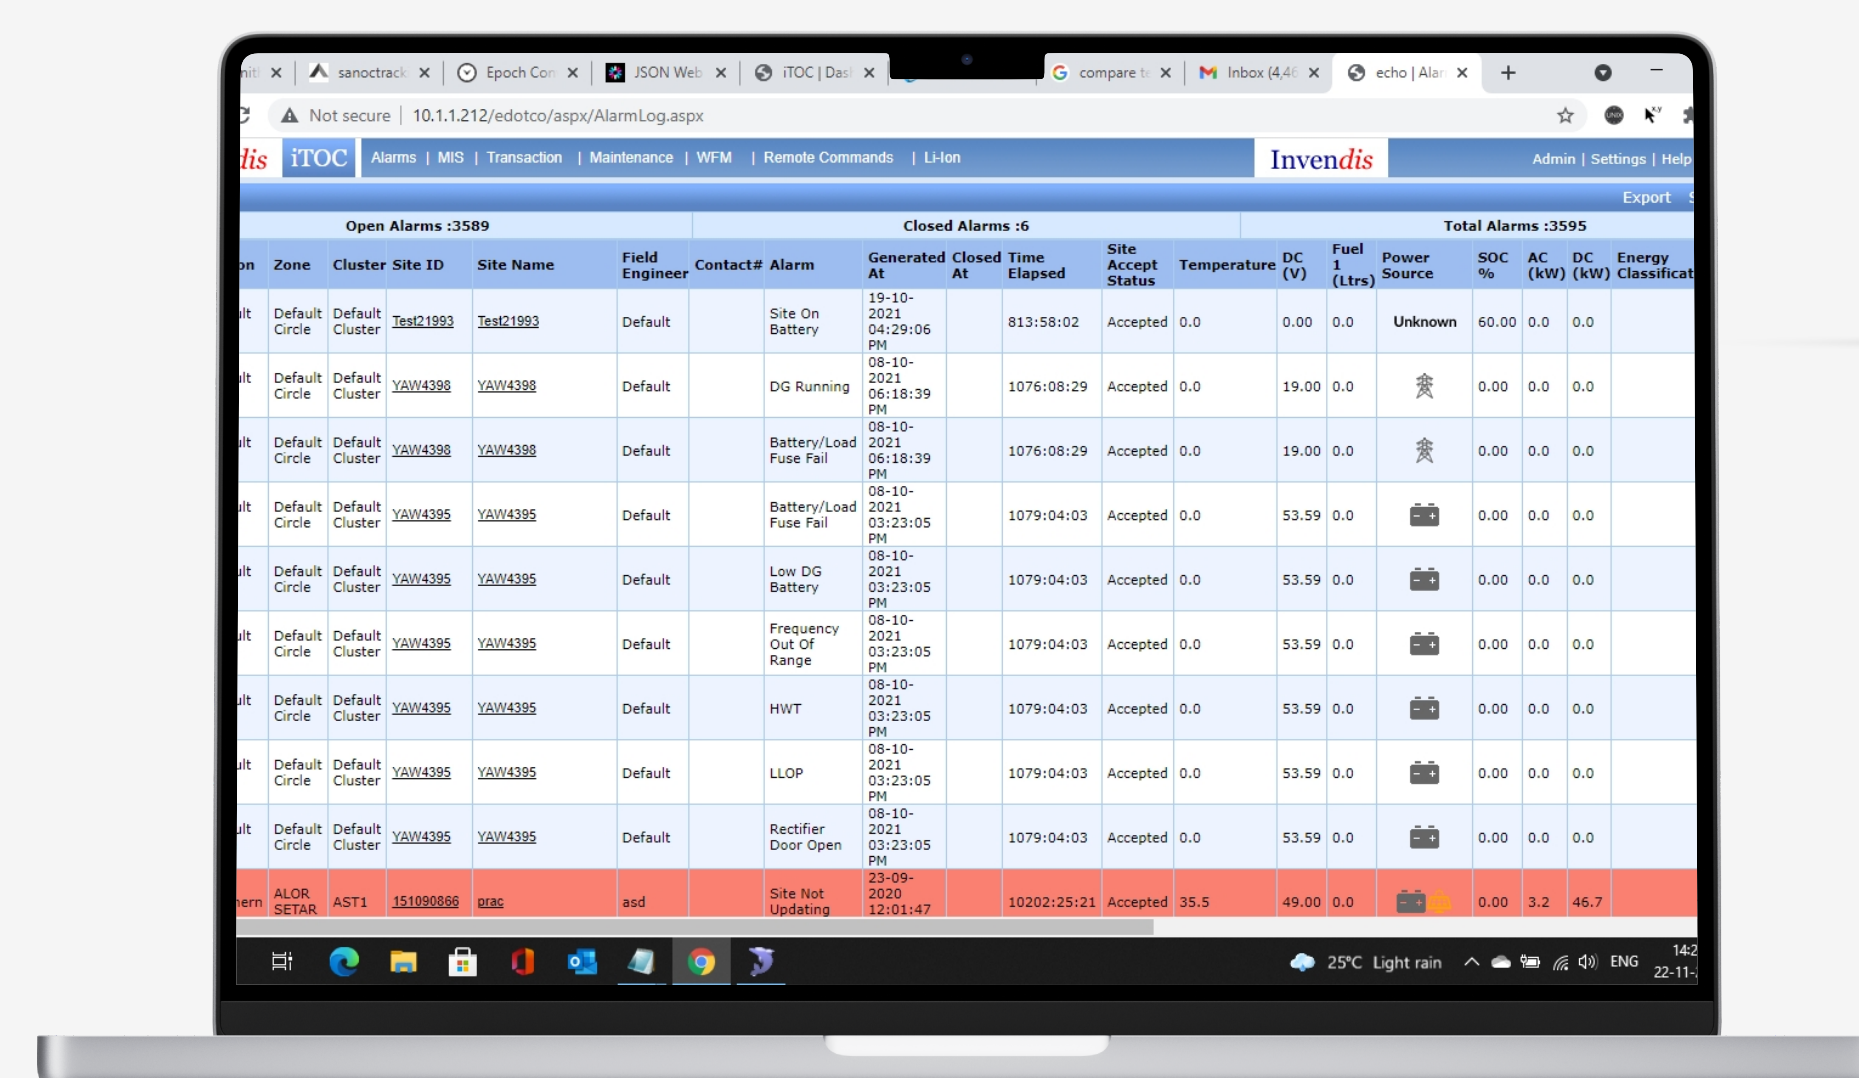 sanoctrack Epoch Con JSON Web iTOC | Das compare te Inbox (4,46 echo | Alar
Not secure | 10.1.1.212/edotco/aspx/AlarmLog.aspx
dis iTOC Alarms | MIS | Transaction | Maintenance | WFM | Remote Commands | Li-Ion Invendis Admin | Settings | Help
Export
Open Alarms :3589 Closed Alarms :6 Total Alarms :3595
on Zone Cluster Site ID Site Name Field Engineer Contact# Alarm Generated At Closed At Time Elapsed Site Accept Status Temperature DC (V) Fuel 1 (Ltrs) Power Source SOC % AC (kW) DC (kW) Energy Classificat
ult Default Circle Default Cluster Test21993 Test21993 Default Site On Battery 19-10-2021 04:29:06 PM 813:58:02 Accepted 0.0 0.00 0.0 Unknown 60.00 0.0 0.0
ult Default Circle Default Cluster YAW4398 YAW4398 Default DG Running 08-10-2021 06:18:39 PM 1076:08:29 Accepted 0.0 19.00 0.0 0.00 0.0 0.0
ult Default Circle Default Cluster YAW4398 YAW4398 Default Battery/Load Fuse Fail 08-10-2021 06:18:39 PM 1076:08:29 Accepted 0.0 19.00 0.0 0.00 0.0 0.0
ult Default Circle Default Cluster YAW4395 YAW4395 Default Battery/Load Fuse Fail 08-10-2021 03:23:05 PM 1079:04:03 Accepted 0.0 53.59 0.0 0.00 0.0 0.0
ult Default Circle Default Cluster YAW4395 YAW4395 Default Low DG Battery 08-10-2021 03:23:05 PM 1079:04:03 Accepted 0.0 53.59 0.0 0.00 0.0 0.0
ult Default Circle Default Cluster YAW4395 YAW4395 Default Frequency Out Of Range 08-10-2021 03:23:05 PM 1079:04:03 Accepted 0.0 53.59 0.0 0.00 0.0 0.0
ult Default Circle Default Cluster YAW4395 YAW4395 Default HWT 08-10-2021 03:23:05 PM 1079:04:03 Accepted 0.0 53.59 0.0 0.00 0.0 0.0
ult Default Circle Default Cluster YAW4395 YAW4395 Default LLOP 08-10-2021 03:23:05 PM 1079:04:03 Accepted 0.0 53.59 0.0 0.00 0.0 0.0
ult Default Circle Default Cluster YAW4395 YAW4395 Default Rectifier Door Open 08-10-2021 03:23:05 PM 1079:04:03 Accepted 0.0 53.59 0.0 0.00 0.0 0.0
hern ALOR SETAR AST1 151090866 prac asd Site Not Updating 23-09-2020 12:01:47 10202:25:21 Accepted 35.5 49.00 0.0 0.00 3.2 46.7
25°C Light rain ENG 14:2
22-11-